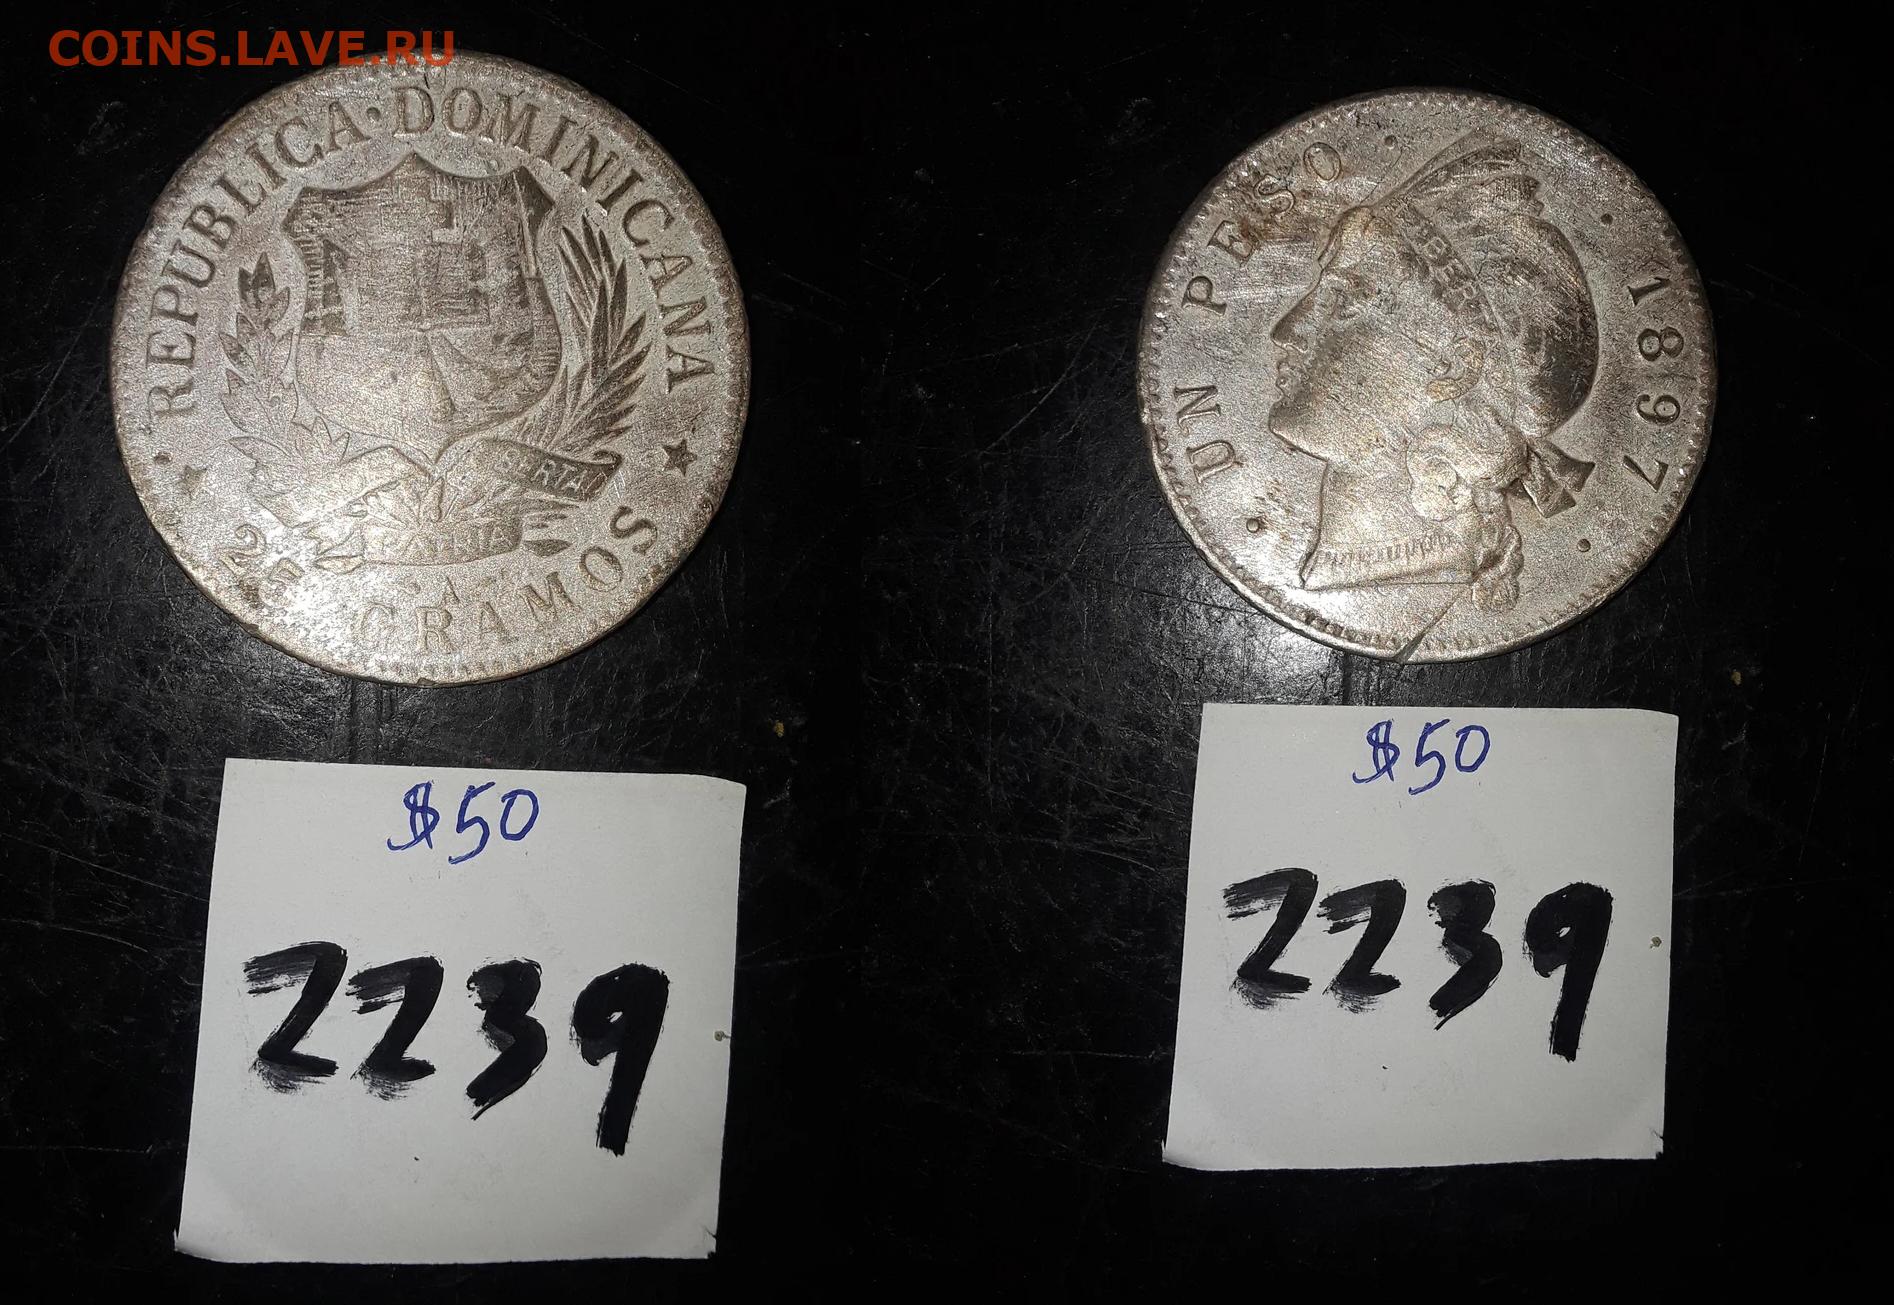 COINS.LAVE.RU
REPUBLICA·DOMINICANA
25 GRAMOS
A
PATRIA
$50
2239
UN PESO
1897
$50
2239